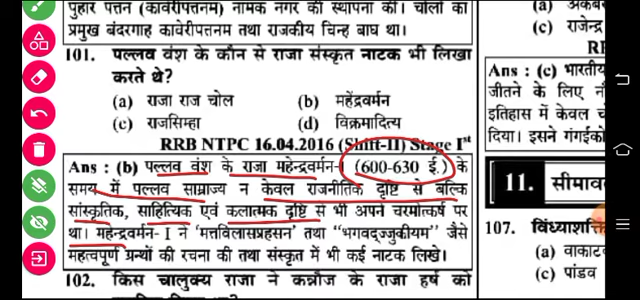 पुहार पत्तन (कावेरीपत्तनम) नामक नगर की स्थापना की। चोलों का
प्रमुख बंदरगाह कावेरीपत्तनम तथा राजकीय चिन्ह बाघ था।
101. पल्लव वंश के कौन से राजा संस्कृत नाटक भी लिखा
करते थे?
(a) राजा राज चोल (b) महेंद्रवर्मन
(c) राजसिम्हा (d) विक्रमादित्य
RRB NTPC 16.04.2016 (Shift-II) Stage Iˢᵗ
Ans : (b) पल्लव वंश के राजा महेन्द्रवर्मन-I (600-630 ई.) के
समय में पल्लव साम्राज्य न केवल राजनीतिक दृष्टि से बल्कि
सांस्कृतिक, साहित्यिक एवं कलात्मक दृष्टि से भी अपने चरमोत्कर्ष पर
था। महेन्द्रवर्मन-I ने 'मत्तविलासप्रहसन' तथा "भगवदज्जुकीयम" जैसे
महत्वपूर्ण ग्रन्थों की रचना की तथा संस्कृत में भी कई नाटक लिखे।
102. किस चालुक्य राजा ने कन्नौज के राजा हर्ष को
(a) अकबर
(c) राजेन्द्र
Ans : (c) भारतीय
जीतने के लिए
इतिहास में केवल
दिया। इसने गंगईको
11. सीमाव
107. विंध्याशक्ति
(a) वाकाट
(c) पांडव